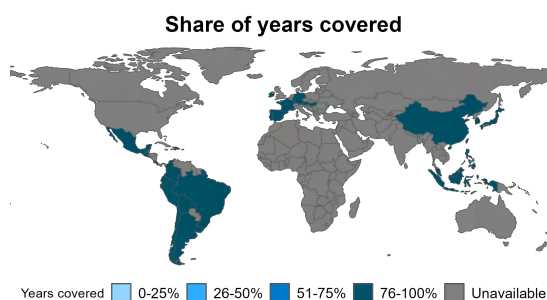 Share of years covered
Years covered 0-25% 26-50% 51-75% 76-100% Unavailable